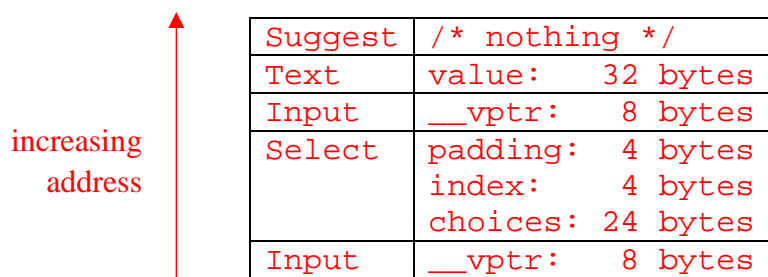 Suggest /* nothing */
Text value: 32 bytes
Input __vptr: 8 bytes
increasing
address
Select padding: 4 bytes
index: 4 bytes
choices: 24 bytes
Input __vptr: 8 bytes